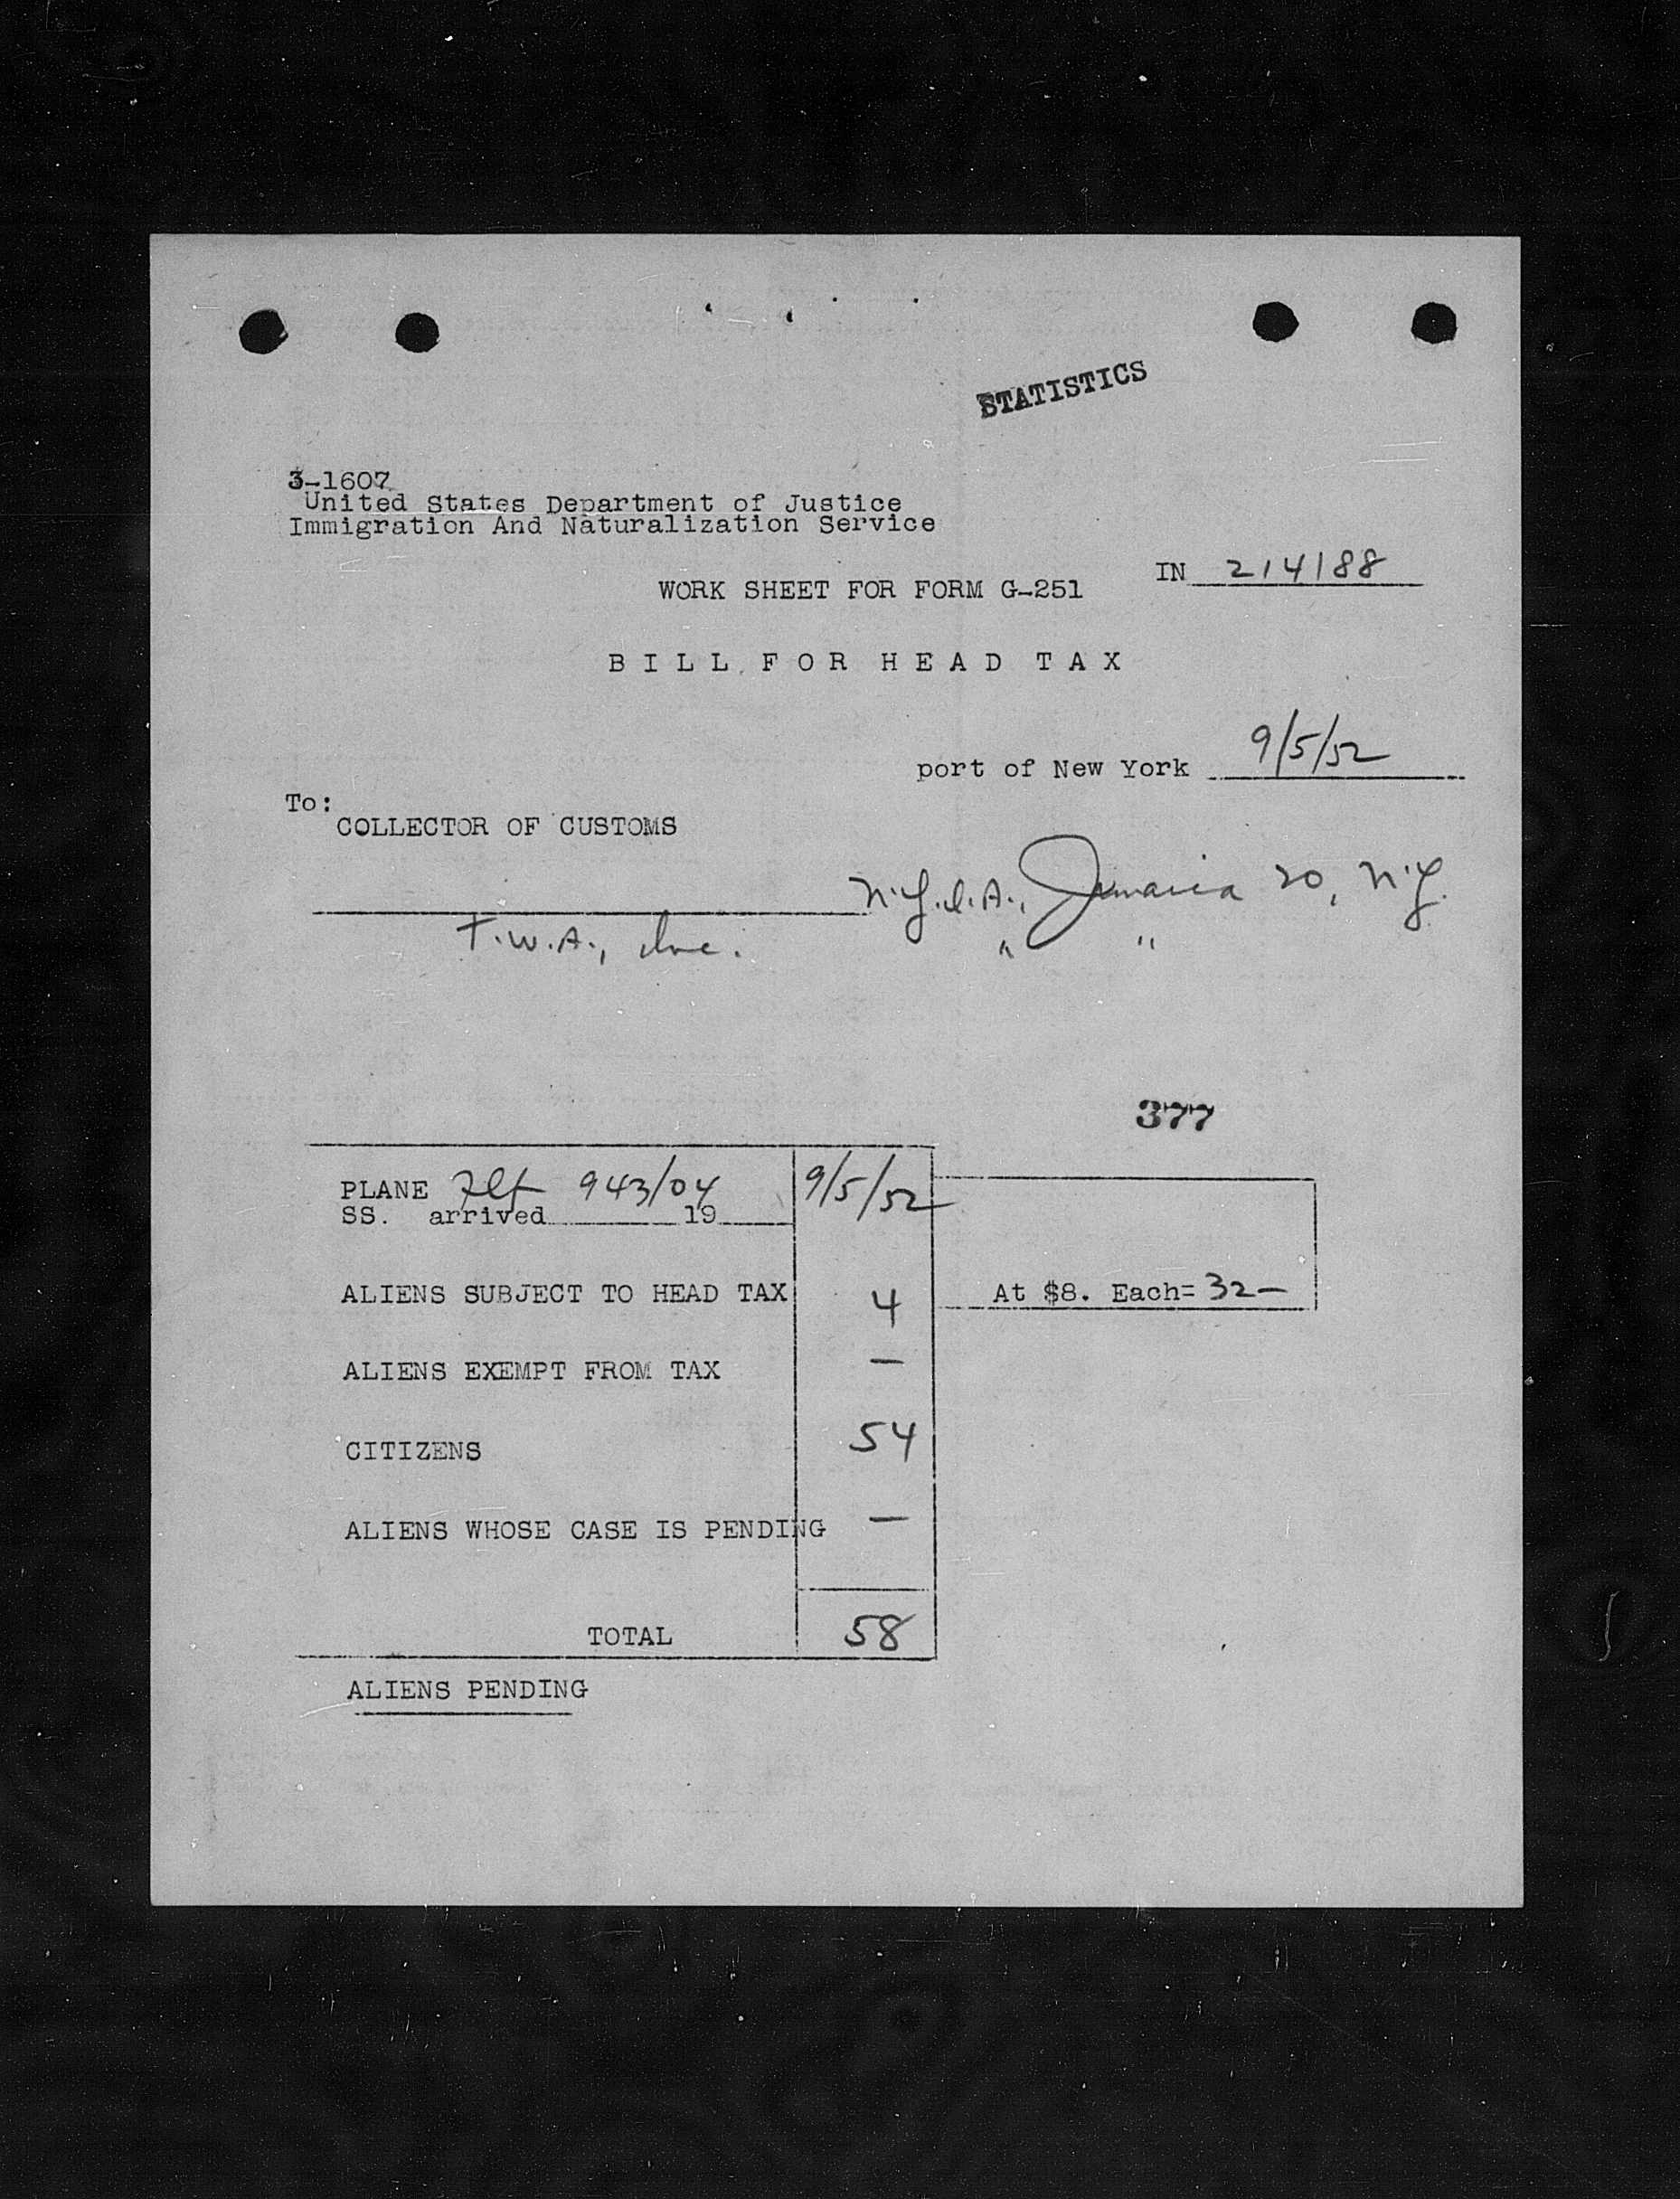 STATISTICS
3-1607
United States Department of Justice
Immigration And Naturalization Service
IN 214188
WORK SHEET FOR FORM G-251
BILL FOR HEAD TAX
port of New York 9/5/52
To:
COLLECTOR OF CUSTOMS
N.Y.I.A., Jamaica 20, N.Y.
T.W.A., Inc. " "
377
PLANE Flt 943/04 9/5/52
SS. arrived 19
ALIENS SUBJECT TO HEAD TAX 4 At $8. Each= 32—
ALIENS EXEMPT FROM TAX —
CITIZENS 54
ALIENS WHOSE CASE IS PENDING —
TOTAL 58
ALIENS PENDING